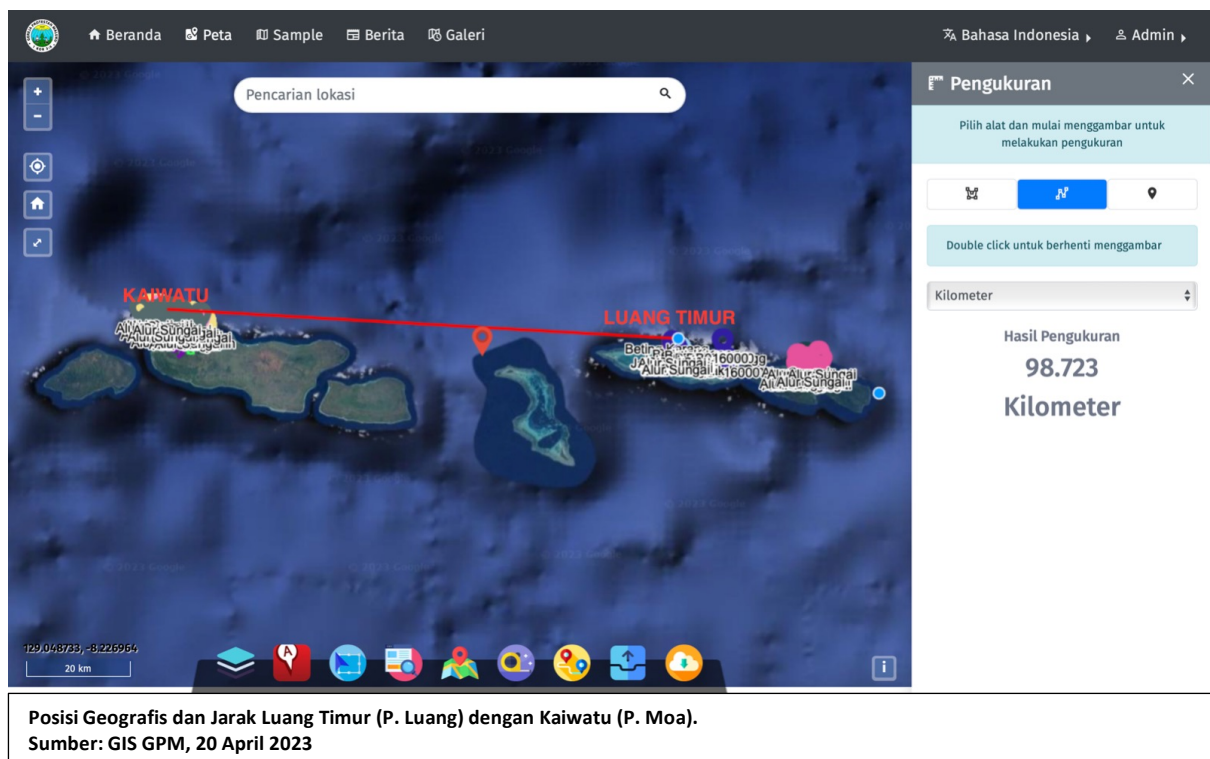 Beranda Peta Sample Berita Galeri Bahasa Indonesia Admin
Pencarian lokasi
Pengukuran
Pilih alat dan mulai menggambar untuk
melakukan pengukuran
Double click untuk berhenti menggambar
Kilometer
Hasil Pengukuran
98.723
Kilometer
KAIWATU
LUANG TIMUR
129.048733, -8.226964
20 km
Posisi Geografis dan Jarak Luang Timur (P. Luang) dengan Kaiwatu (P. Moa).
Sumber: GIS GPM, 20 April 2023